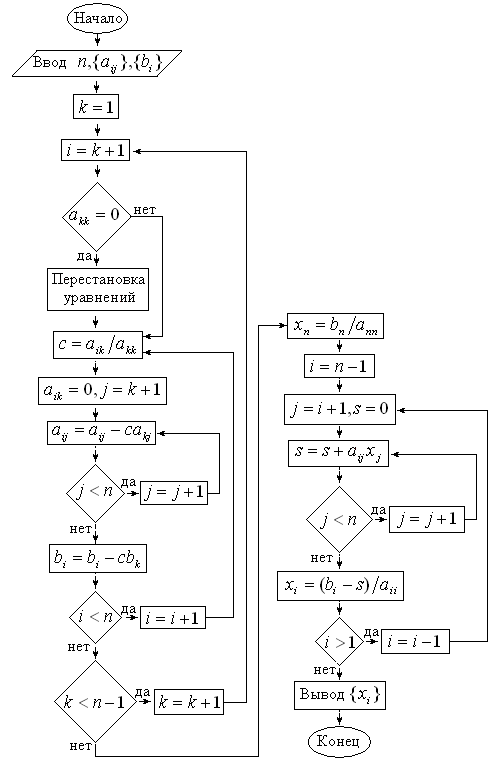 Начало
Ввод n,{a_ij},{b_i}
k=1
i=k+1
a_kk=0
нет
да
Перестановка
уравнений
c=a_ik/a_kk
a_ik=0, j=k+1
a_ij=a_ij−ca_kj
j<n
да
j=j+1
нет
b_i=b_i−cb_k
i<n
да
i=i+1
нет
k<n−1
да
k=k+1
нет
x_n=b_n/a_nn
i=n−1
j=i+1,s=0
s=s+a_ij x_j
j<n
да
j=j+1
нет
x_i=(b_i−s)/a_ii
i>1
да
i=i−1
нет
Вывод {x_i}
Конец